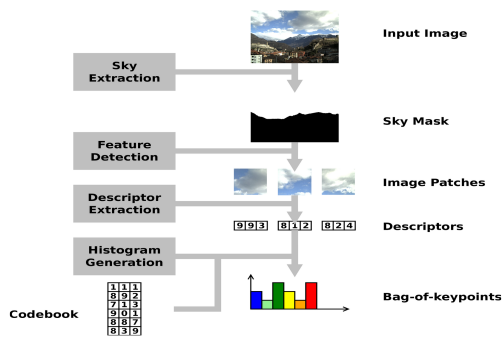 Input Image
Sky
Extraction
Sky Mask
Feature
Detection
Image Patches
Descriptor
Extraction
9 9 3 8 1 2 8 2 4
Descriptors
Histogram
Generation
Bag-of-keypoints
Codebook
1 1 1
8 9 2
7 1 3
9 0 1
8 8 7
8 3 9